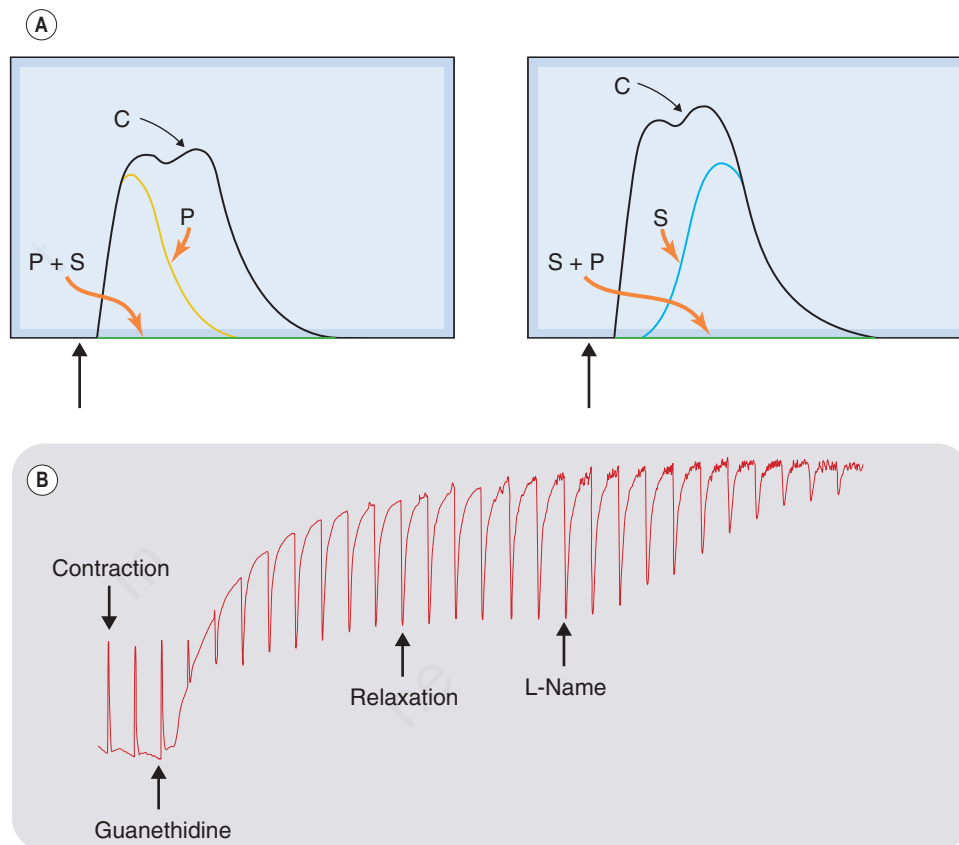 A
C
P
P + S
C
S
S + P
B
Contraction
Relaxation
L-Name
Guanethidine